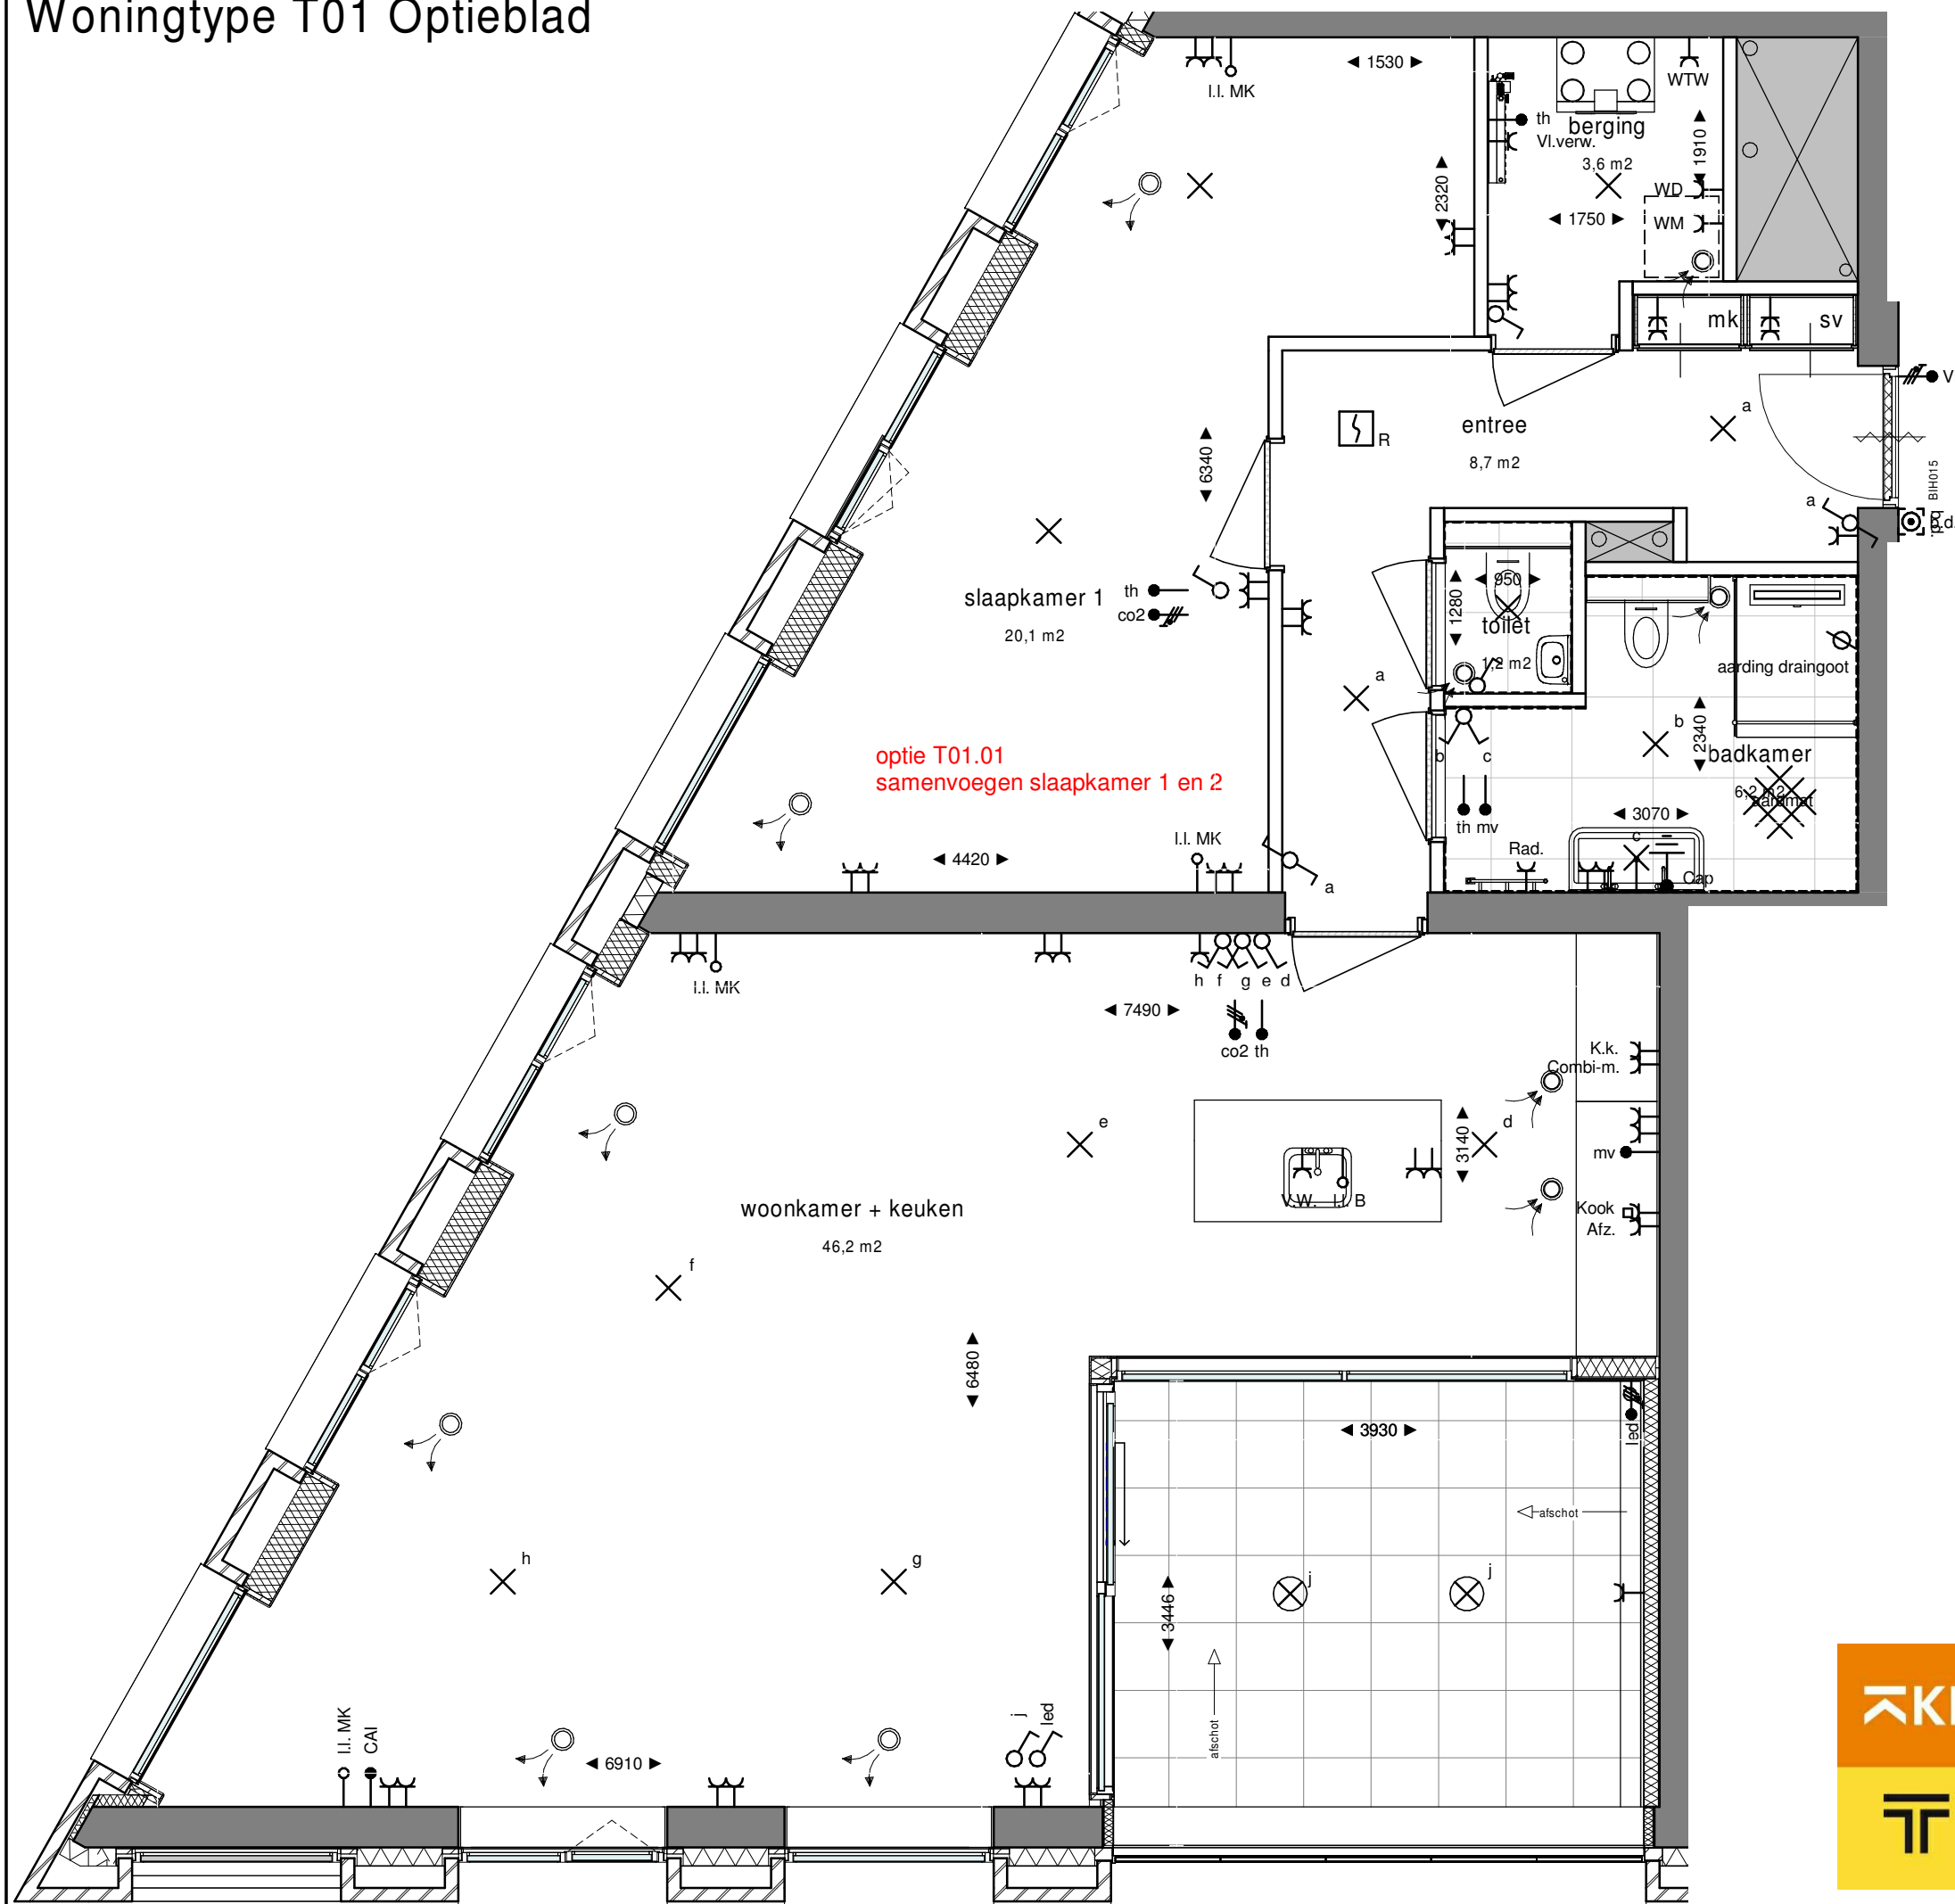 Woningtype T01 Optieblad
1530
I.I. MK
WTW
th
berging
Vl.verw.
3,6 m2
1910
2320
WD
1750
WM
mk
sv
V
a
R
entree
8,7 m2
6340
BIH015
a
slaapkamer 1
20,1 m2
th
co2
950
1280
toilet
1,2 m2
aarding draingoot
a
b
2340
badkamer
6,2 m2
aardmat
b
c
optie T01.01
samenvoegen slaapkamer 1 en 2
th mv
3070
c
I.I. MK
Rad.
Cap
4420
a
I.I. MK
h f g e d
7490
co2 th
K.k.
Combi-m.
e
d
3140
mv
V.W. I.I. B
Kook
Afz.
woonkamer + keuken
46,2 m2
f
6480
3930
led
afschot
h
g
j
j
3446
afschot
I.I. MK
CAI
j
led
6910